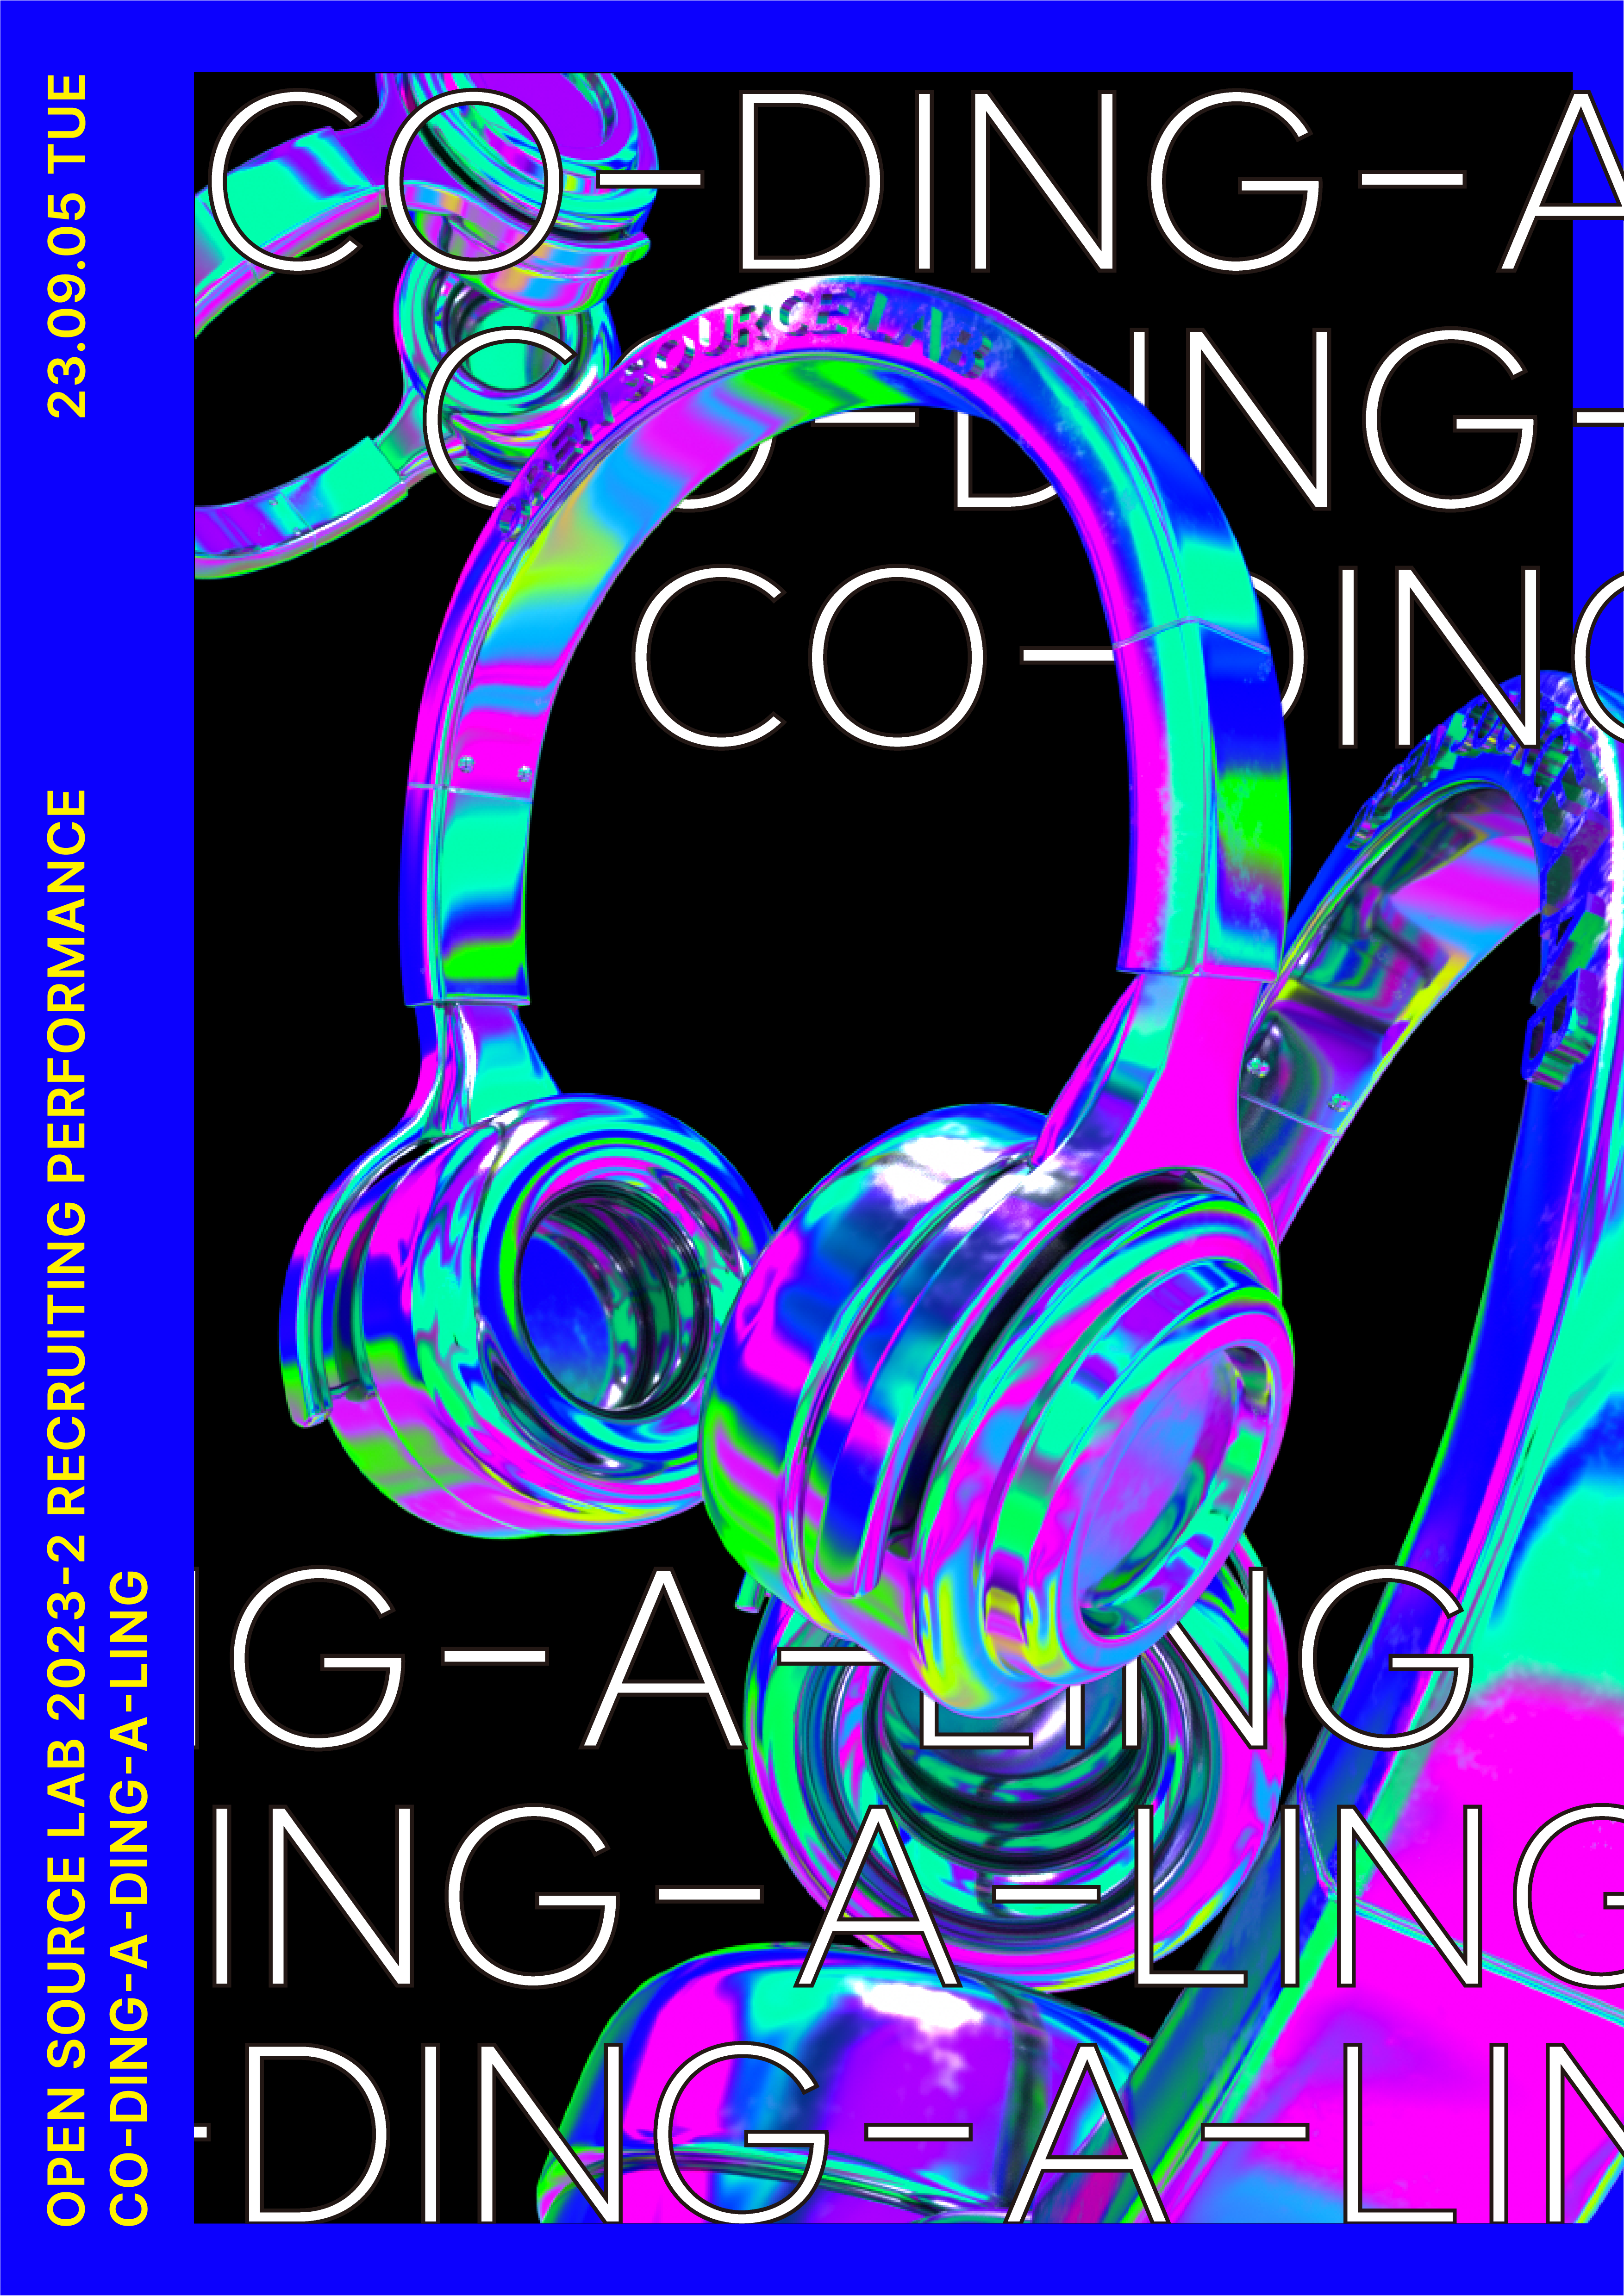 23.09.05 TUE
OPEN SOURCE LAB 2023-2 RECRUITING PERFORMANCE
CO-DING-A-DING-A-LING
CO-DING-A
CO-DING-
CO-DING
OPEN SOURCE LAB
G-A-LING
ING-A-LING
-DING-A-LIN